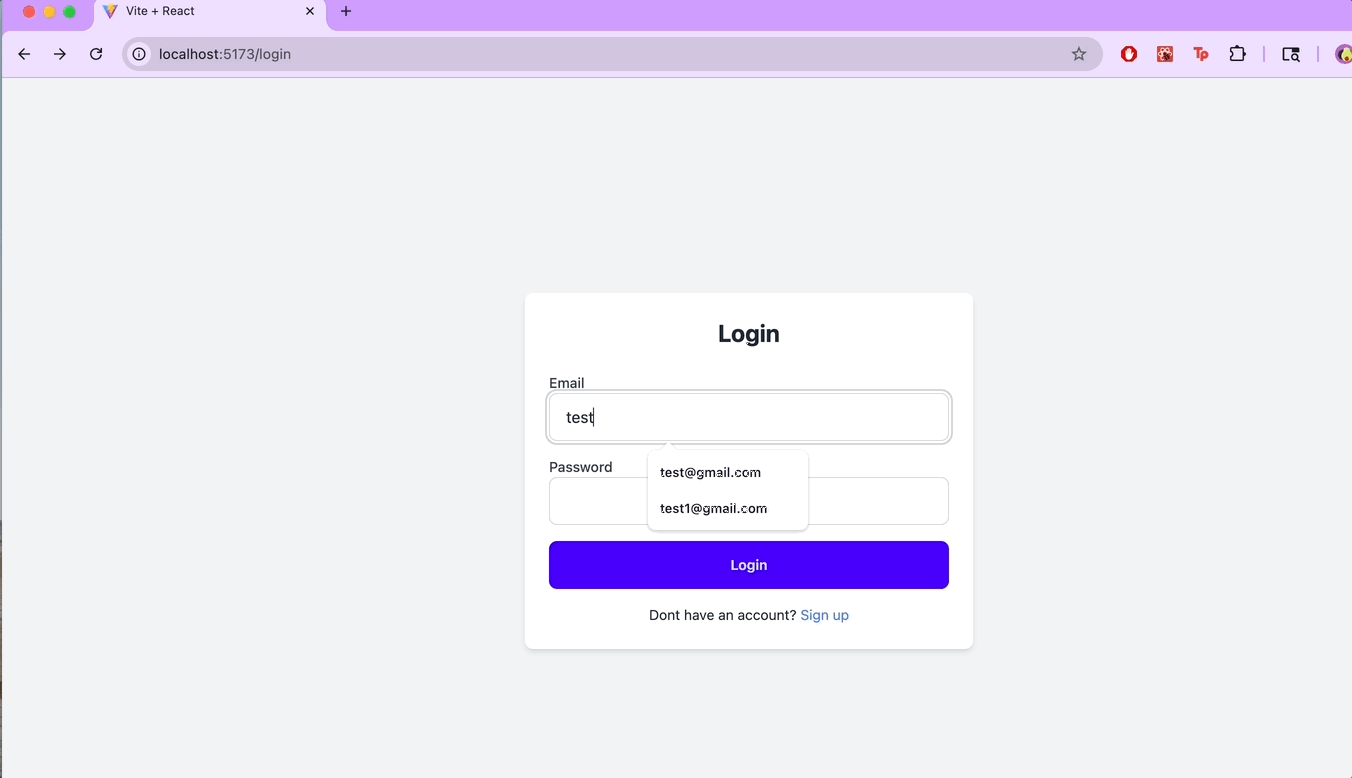 Vite + React
localhost:5173/login
Tp
Login
Email
test
Password
test@gmail.com
test1@gmail.com
Login
Dont have an account? Sign up